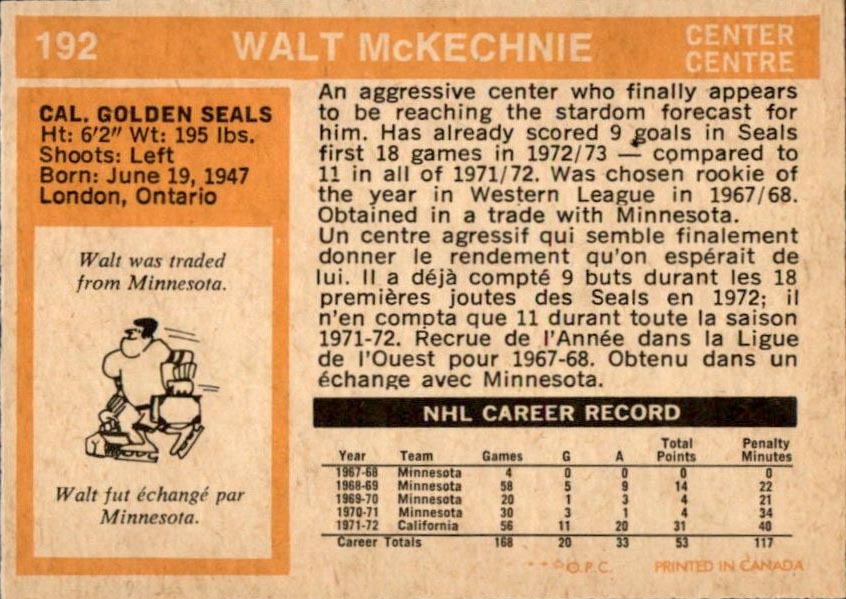 192 WALT McKECHNIE CENTER
CENTRE
CAL. GOLDEN SEALS
Ht: 6'2" Wt: 195 lbs.
Shoots: Left
Born: June 19, 1947
London, Ontario
Walt was traded
from Minnesota.
Walt fut échangé par
Minnesota.
An aggressive center who finally appears
to be reaching the stardom forecast for
him. Has already scored 9 goals in Seals
first 18 games in 1972/73 — compared to
11 in all of 1971/72. Was chosen rookie of
the year in Western League in 1967/68.
Obtained in a trade with Minnesota.
Un centre agressif qui semble finalement
donner le rendement qu'on espérait de
lui. Il a déjà compté 9 buts durant les 18
premières joutes des Seals en 1972; il
n'en compta que 11 durant toute la saison
1971-72. Recrue de l'Année dans la Ligue
de l'Ouest pour 1967-68. Obtenu dans un
échange avec Minnesota.
NHL CAREER RECORD
Year Team Games G A Total Points Penalty Minutes
1967-68 Minnesota 4 0 0 0 0
1968-69 Minnesota 58 5 9 14 22
1969-70 Minnesota 20 1 3 4 21
1970-71 Minnesota 30 3 1 4 34
1971-72 California 56 11 20 31 40
Career Totals 168 20 33 53 117
**©O.P.C. PRINTED IN CANADA